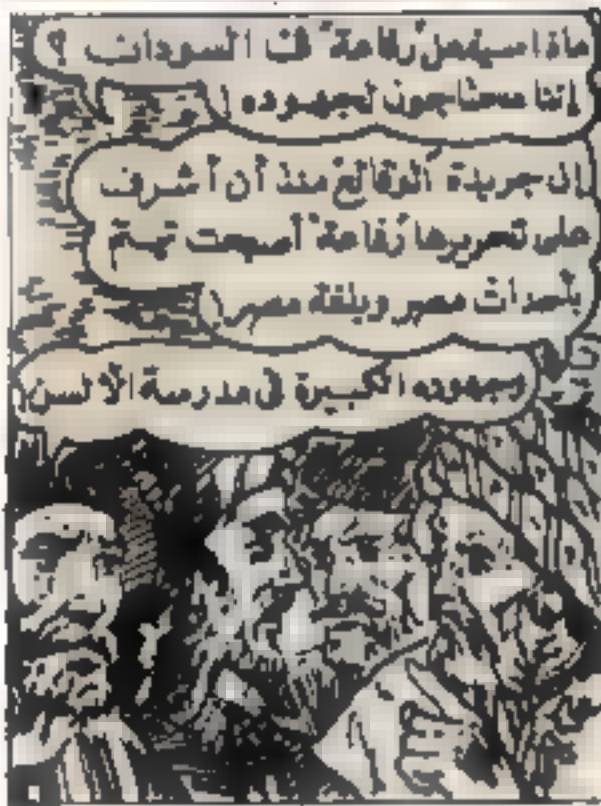 ماذا سيفعل "رفاعة" في السودان ؟
إننا محتاجون لجهوده !
إن جريدة "الوقائع" منذ أن أشرف
على تحريرها "رفاعة" أصبحت تهتم
بأحداث مصر وبلغة مصر !
وجهوده الكبيرة في مدرسة الألسن